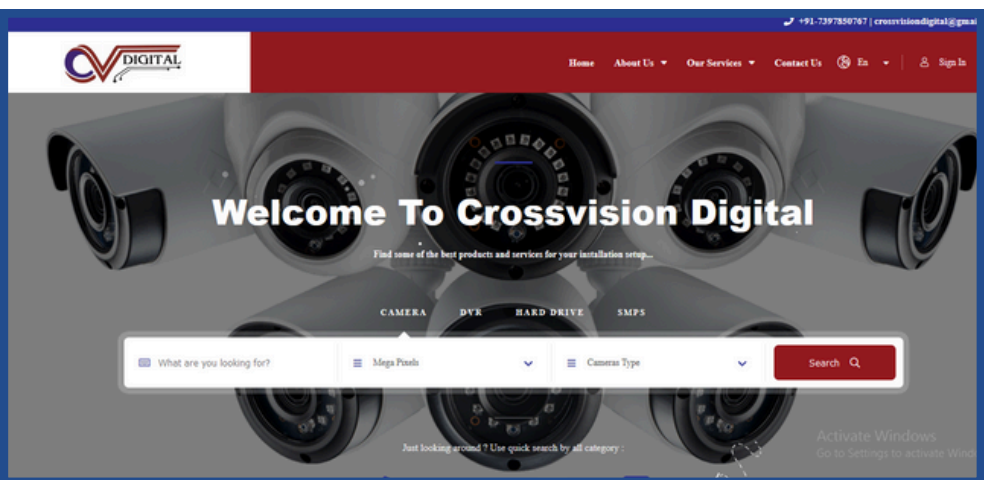 +91-7397850767 | crossvisiondigital@gmai
CV DIGITAL
Home About Us Our Services Contact Us En Sign In
Welcome To Crossvision Digital
Find some of the best products and services for your installation setup...
CAMERA DVR HARD DRIVE SMPS
What are you looking for? Mega Pixels Cameras Type Search
Just looking around ? Use quick search by all category :
Activate Windows
Go to Settings to activate Wind